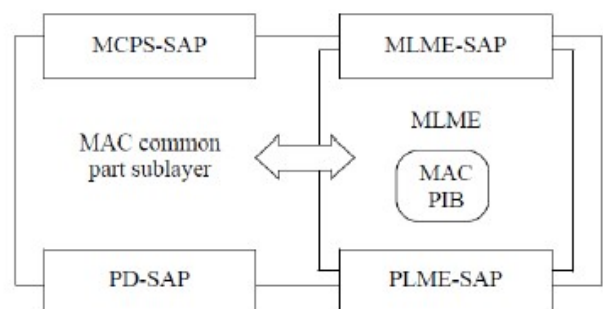 MCPS-SAP
MLME-SAP
MAC common
part sublayer
MLME
MAC
PIB
PD-SAP
PLME-SAP